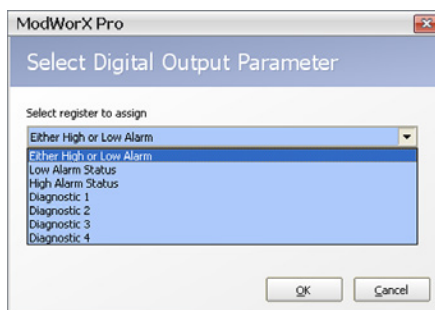 ModWorX Pro
Select Digital Output Parameter
Select register to assign
Either High or Low Alarm
Either High or Low Alarm
Low Alarm Status
High Alarm Status
Diagnostic 1
Diagnostic 2
Diagnostic 3
Diagnostic 4
OK Cancel